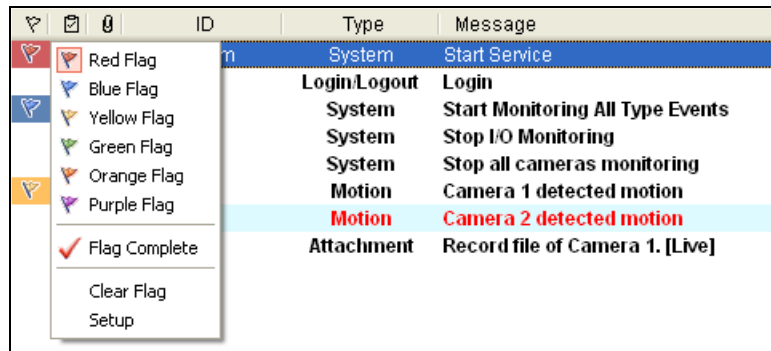 ID Type Message
Red Flag m System Start Service
Blue Flag Login/Logout Login
Yellow Flag System Start Monitoring All Type Events
Green Flag System Stop I/O Monitoring
Orange Flag System Stop all cameras monitoring
Purple Flag Motion Camera 1 detected motion
Motion Camera 2 detected motion
Flag Complete Attachment Record file of Camera 1. [Live]
Clear Flag
Setup